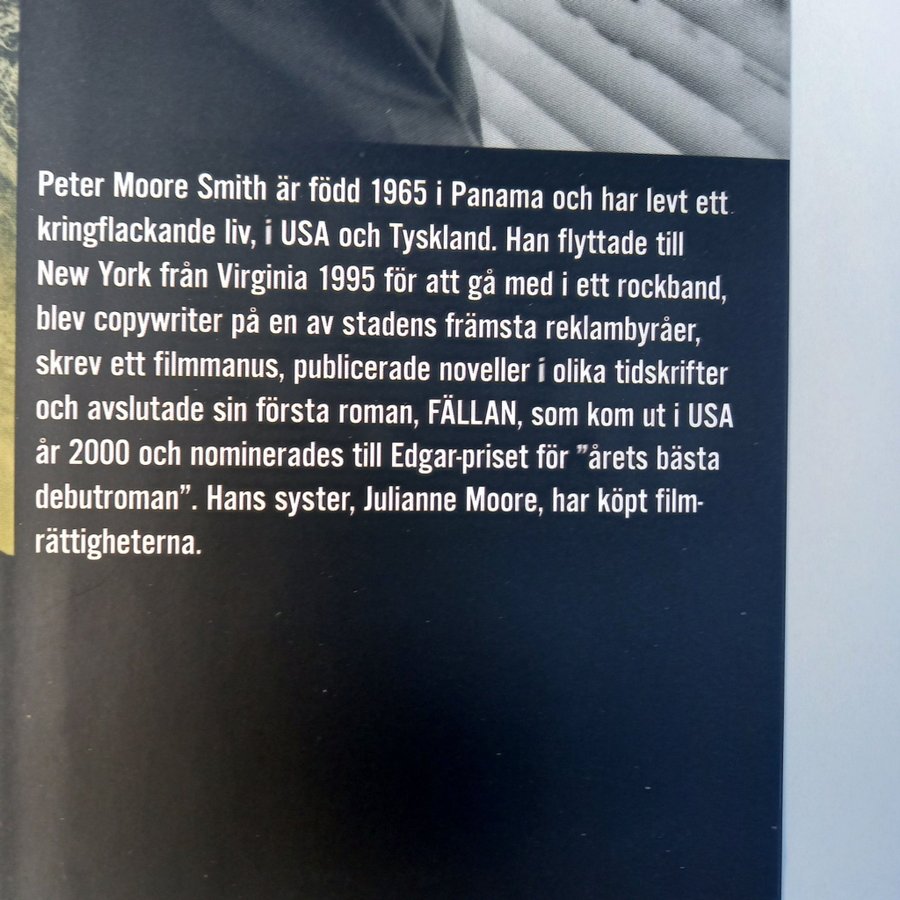 Peter Moore Smith är född 1965 i Panama och har levt ett
kringflackande liv, i USA och Tyskland. Han flyttade till
New York från Virginia 1995 för att gå med i ett rockband,
blev copywriter på en av stadens främsta reklambyråer,
skrev ett filmmanus, publicerade noveller i olika tidskrifter
och avslutade sin första roman, FÄLLAN, som kom ut i USA
år 2000 och nominerades till Edgar-priset för ”årets bästa
debutroman”. Hans syster, Julianne Moore, har köpt film-
rättigheterna.